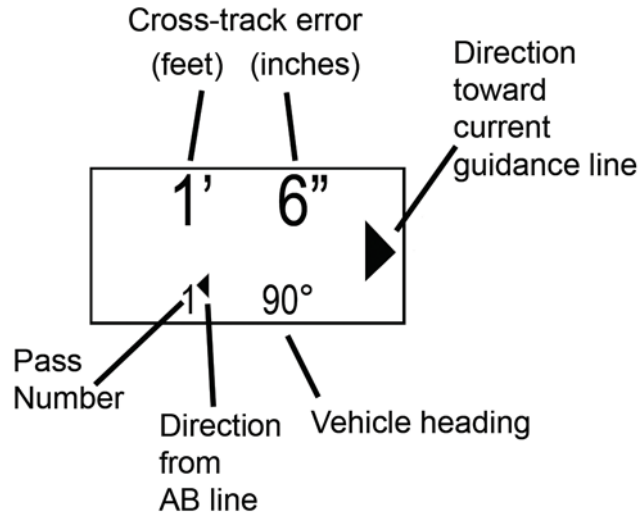 Cross-track error
(feet) (inches)
Direction
toward
current
guidance line
1’ 6”
1 90°
Pass
Number
Direction
from
AB line
Vehicle heading